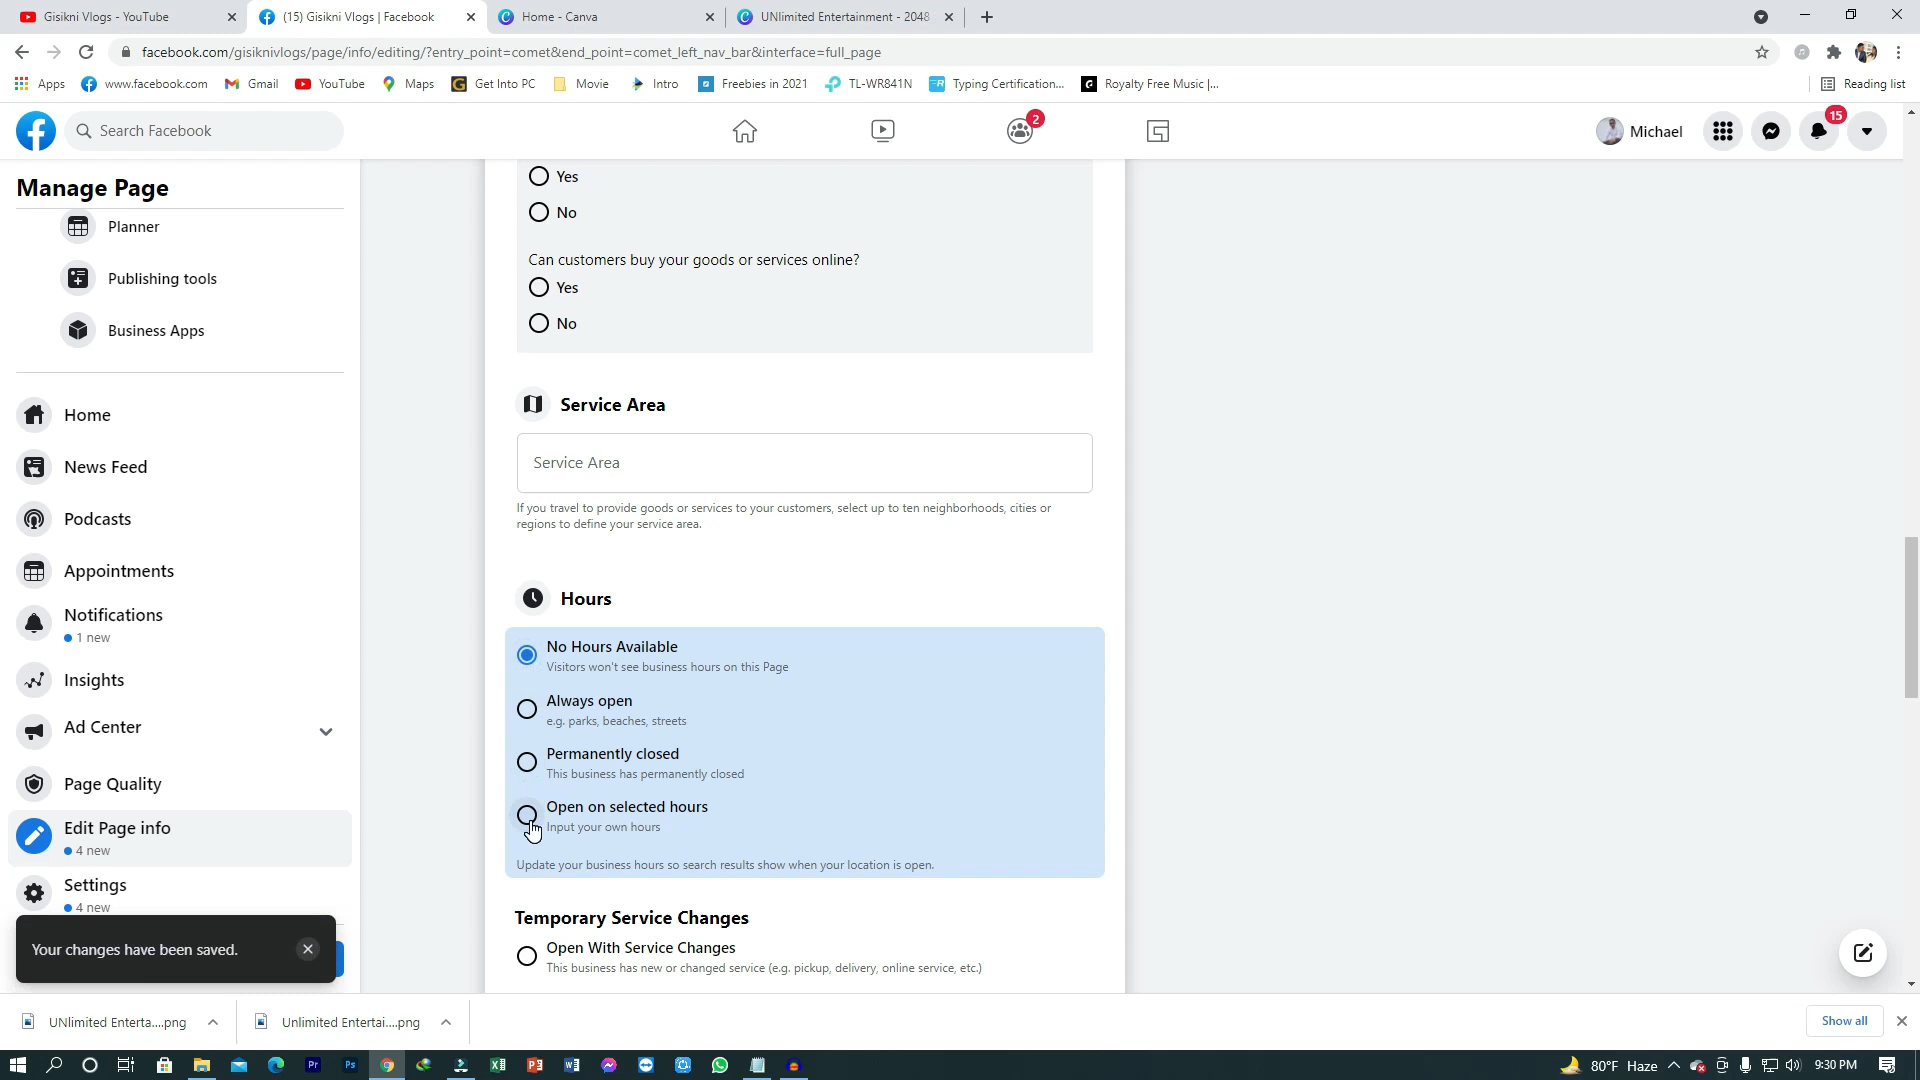 Gisikni Vlogs - YouTube
(15) Gisikni Vlogs | Facebook
Home - Canva
UNlimited Entertainment - 2048
facebook.com/gisiknivlogs/page/info/editing/?entry_point=comet&end_point=comet_left_nav_bar&interface=full_page
Apps
www.facebook.com
Gmail
YouTube
Maps
Get Into PC
Movie
Intro
Freebies in 2021
TL-WR841N
Typing Certification...
Royalty Free Music |...
Reading list
Search Facebook
2
Michael
15
Manage Page
Planner
Publishing tools
Business Apps
Home
News Feed
Podcasts
Appointments
Notifications
1 new
Insights
Ad Center
Page Quality
Edit Page info
4 new
Settings
4 new
Your changes have been saved.
Yes
No
Can customers buy your goods or services online?
Yes
No
Service Area
Service Area
If you travel to provide goods or services to your customers, select up to ten neighborhoods, cities or
regions to define your service area.
Hours
No Hours Available
Visitors won't see business hours on this Page
Always open
e.g. parks, beaches, streets
Permanently closed
This business has permanently closed
Open on selected hours
Input your own hours
Update your business hours so search results show when your location is open.
Temporary Service Changes
Open With Service Changes
This business has new or changed service (e.g. pickup, delivery, online service, etc.)
UNlimited Enterta....png
Unlimited Entertai....png
Show all
80°F Haze
9:30 PM